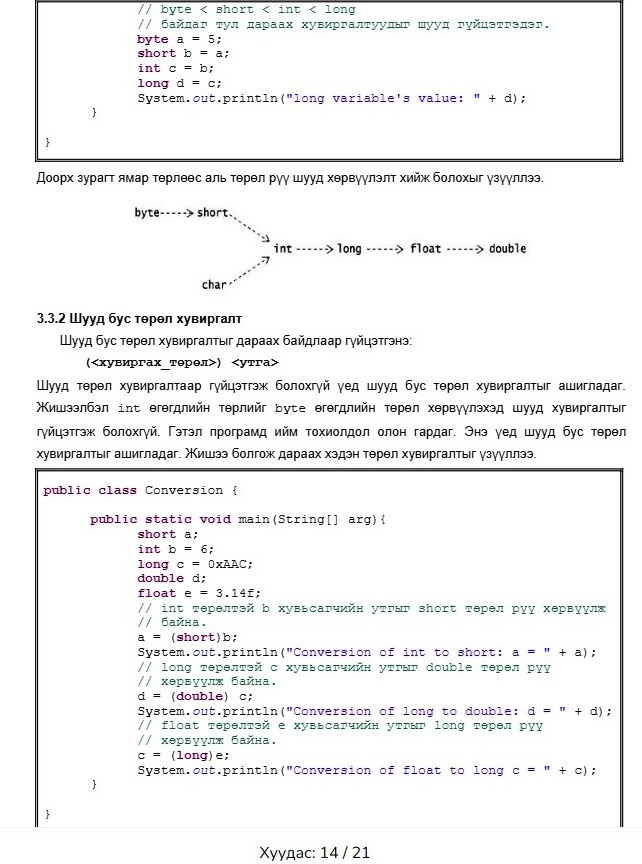 // byte < short < int < long
// байдаг тул дараах хувиргалтуудыг шууд гүйцэтгэдэг.
byte a = 5;
short b = a;
int c = b;
long d = c;
System.out.println("long variable's value: " + d);
}
}
Доорх зурагт ямар төрлөөс аль төрөл рүү шууд хөрвүүлэлт хийж болохыг үзүүллээ.
byte-----> short
int -----> long -----> float -----> double
char
3.3.2 Шууд бус төрөл хувиргалт
Шууд бус төрөл хувиргалтыг дараах байдлаар гүйцэтгэнэ:
(<хувиргах_төрөл>) <утга>
Шууд төрөл хувиргалтаар гүйцэтгэж болохгүй үед шууд бус төрөл хувиргалтыг ашигладаг.
Жишээлбэл int өгөгдлийн төрлийг byte өгөгдлийн төрөл хөрвүүлэхэд шууд хувиргалтыг
гүйцэтгэж болохгүй. Гэтэл програмд ийм тохиолдол олон гардаг. Энэ үед шууд бус төрөл
хувиргалтыг ашигладаг. Жишээ болгож дараах хэдэн төрөл хувиргалтыг үзүүллээ.
public class Conversion {
public static void main(String[] arg){
short a;
int b = 6;
long c = 0xAAC;
double d;
float e = 3.14f;
// int төрөлтэй b хувьсагчийн утгыг short төрөл рүү хөрвүүлж
// байна.
a = (short)b;
System.out.println("Conversion of int to short: a = " + a);
// long төрөлтэй c хувьсагчийн утгыг double төрөл рүү
// хөрвүүлж байна.
d = (double) c;
System.out.println("Conversion of long to double: d = " + d);
// float төрөлтэй e хувьсагчийн утгыг long төрөл рүү
// хөрвүүлж байна.
c = (long)e;
System.out.println("Conversion of float to long c = " + c);
}
}
Хуудас: 14 / 21